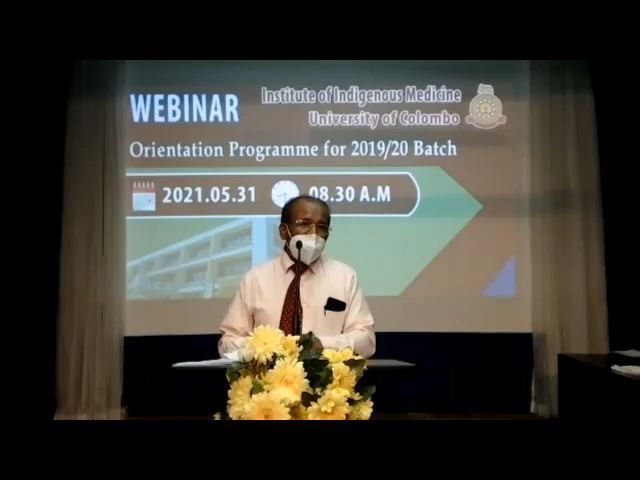 WEBINAR
Institute of Indigenous Medicine
University of Colombo
Orientation Programme for 2019/20 Batch
2021.05.31
08.30 A.M